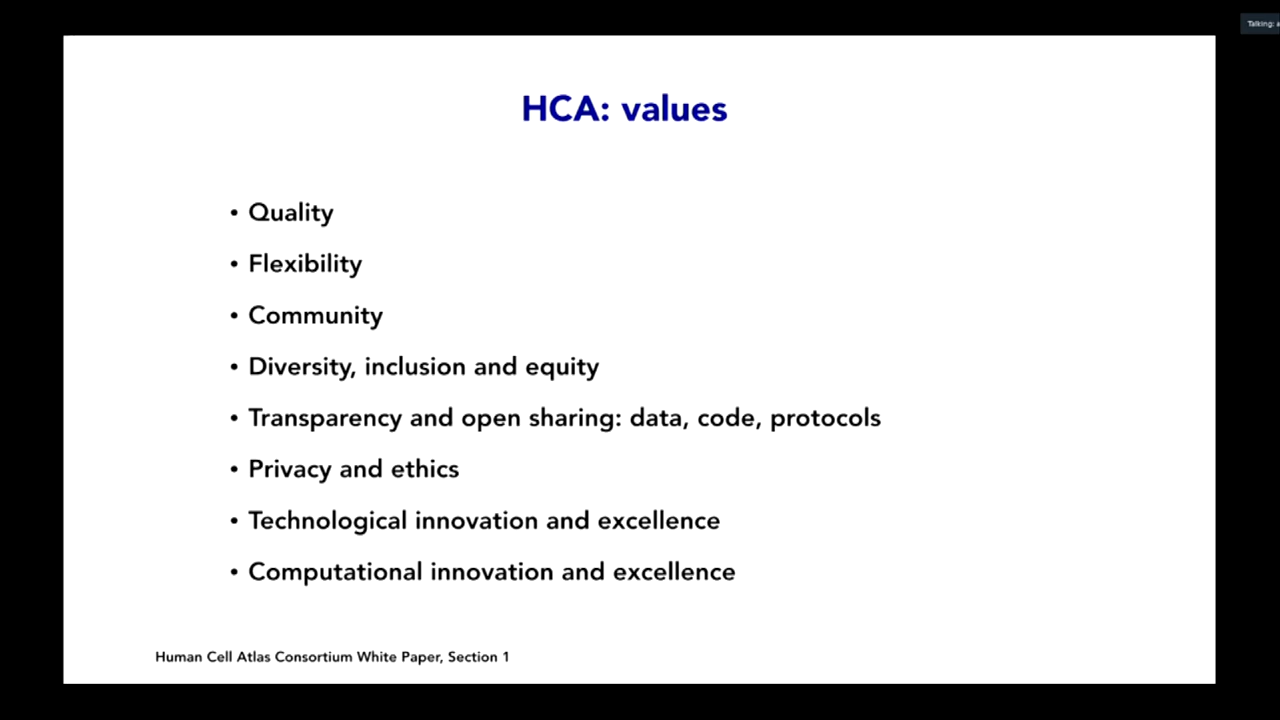 Talking:
HCA: values
• Quality
• Flexibility
• Community
• Diversity, inclusion and equity
• Transparency and open sharing: data, code, protocols
• Privacy and ethics
• Technological innovation and excellence
• Computational innovation and excellence
Human Cell Atlas Consortium White Paper, Section 1